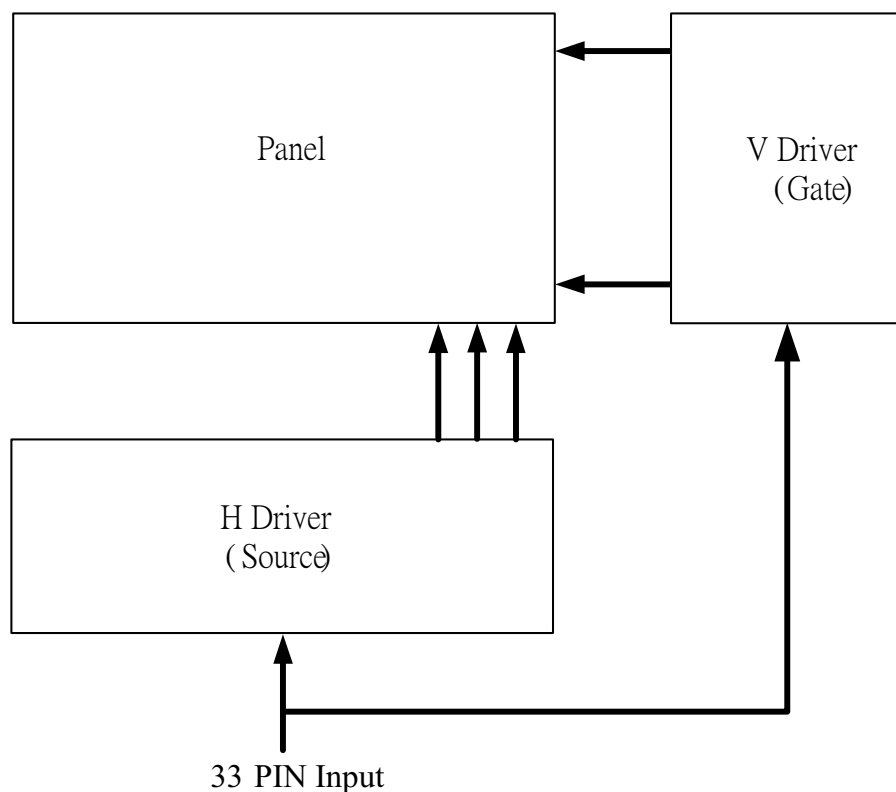 Panel
V Driver
(Gate)
H Driver
(Source)
33 PIN Input